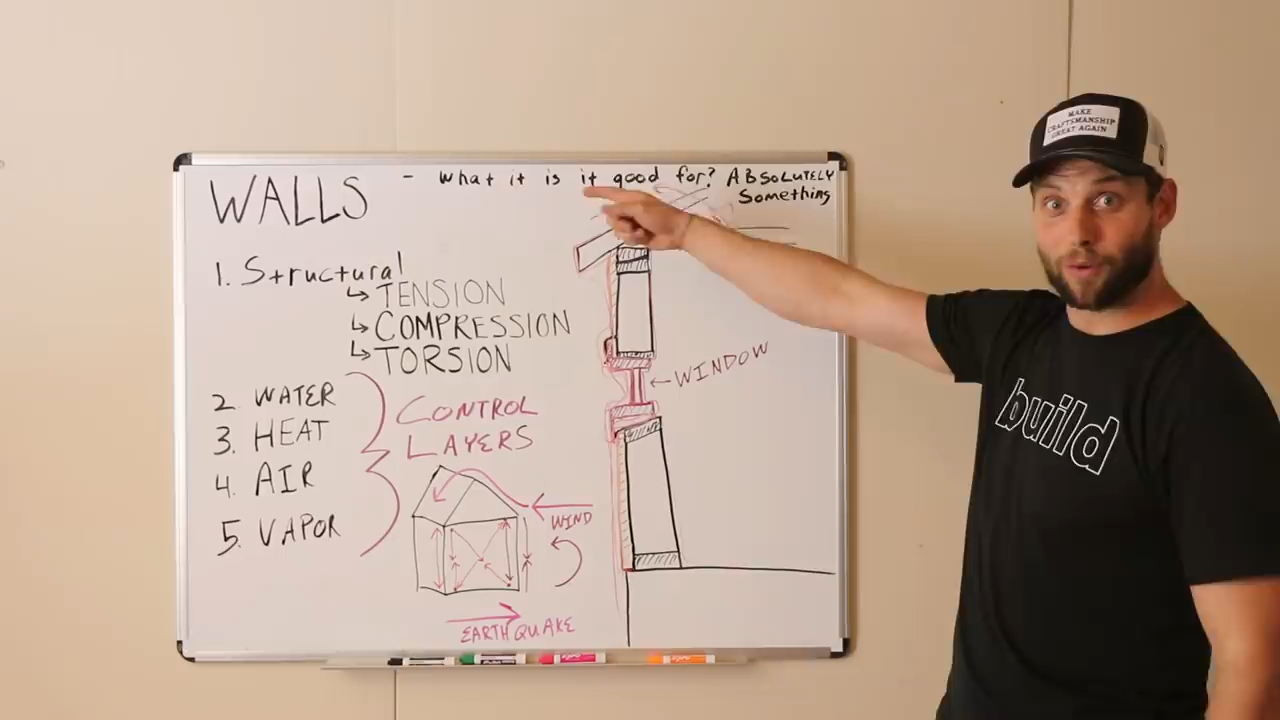 WALLS - What it is it good for? ABSOLUTELY
Something
1. Structural
↳ TENSION
↳ COMPRESSION
↳ TORSION
2. WATER
3. HEAT
4. AIR
5. VAPOR
CONTROL
LAYERS
WIND
EARTHQUAKE
← WINDOW
MAKE
CRAFTSMANSHIP
GREAT AGAIN
build